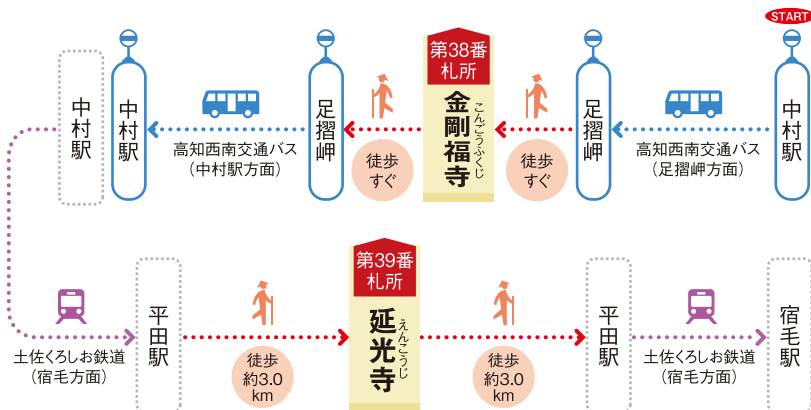 START
中村駅
高知西南交通バス
（足摺岬方面）
足摺岬
徒歩
すぐ
第38番
札所
金剛福寺
こんごうふくじ
徒歩
すぐ
足摺岬
高知西南交通バス
（中村駅方面）
中村駅
中村駅
土佐くろしお鉄道
（宿毛方面）
平田駅
徒歩
約3.0
km
第39番
札所
延光寺
えんこうじ
徒歩
約3.0
km
平田駅
土佐くろしお鉄道
（宿毛方面）
宿毛駅